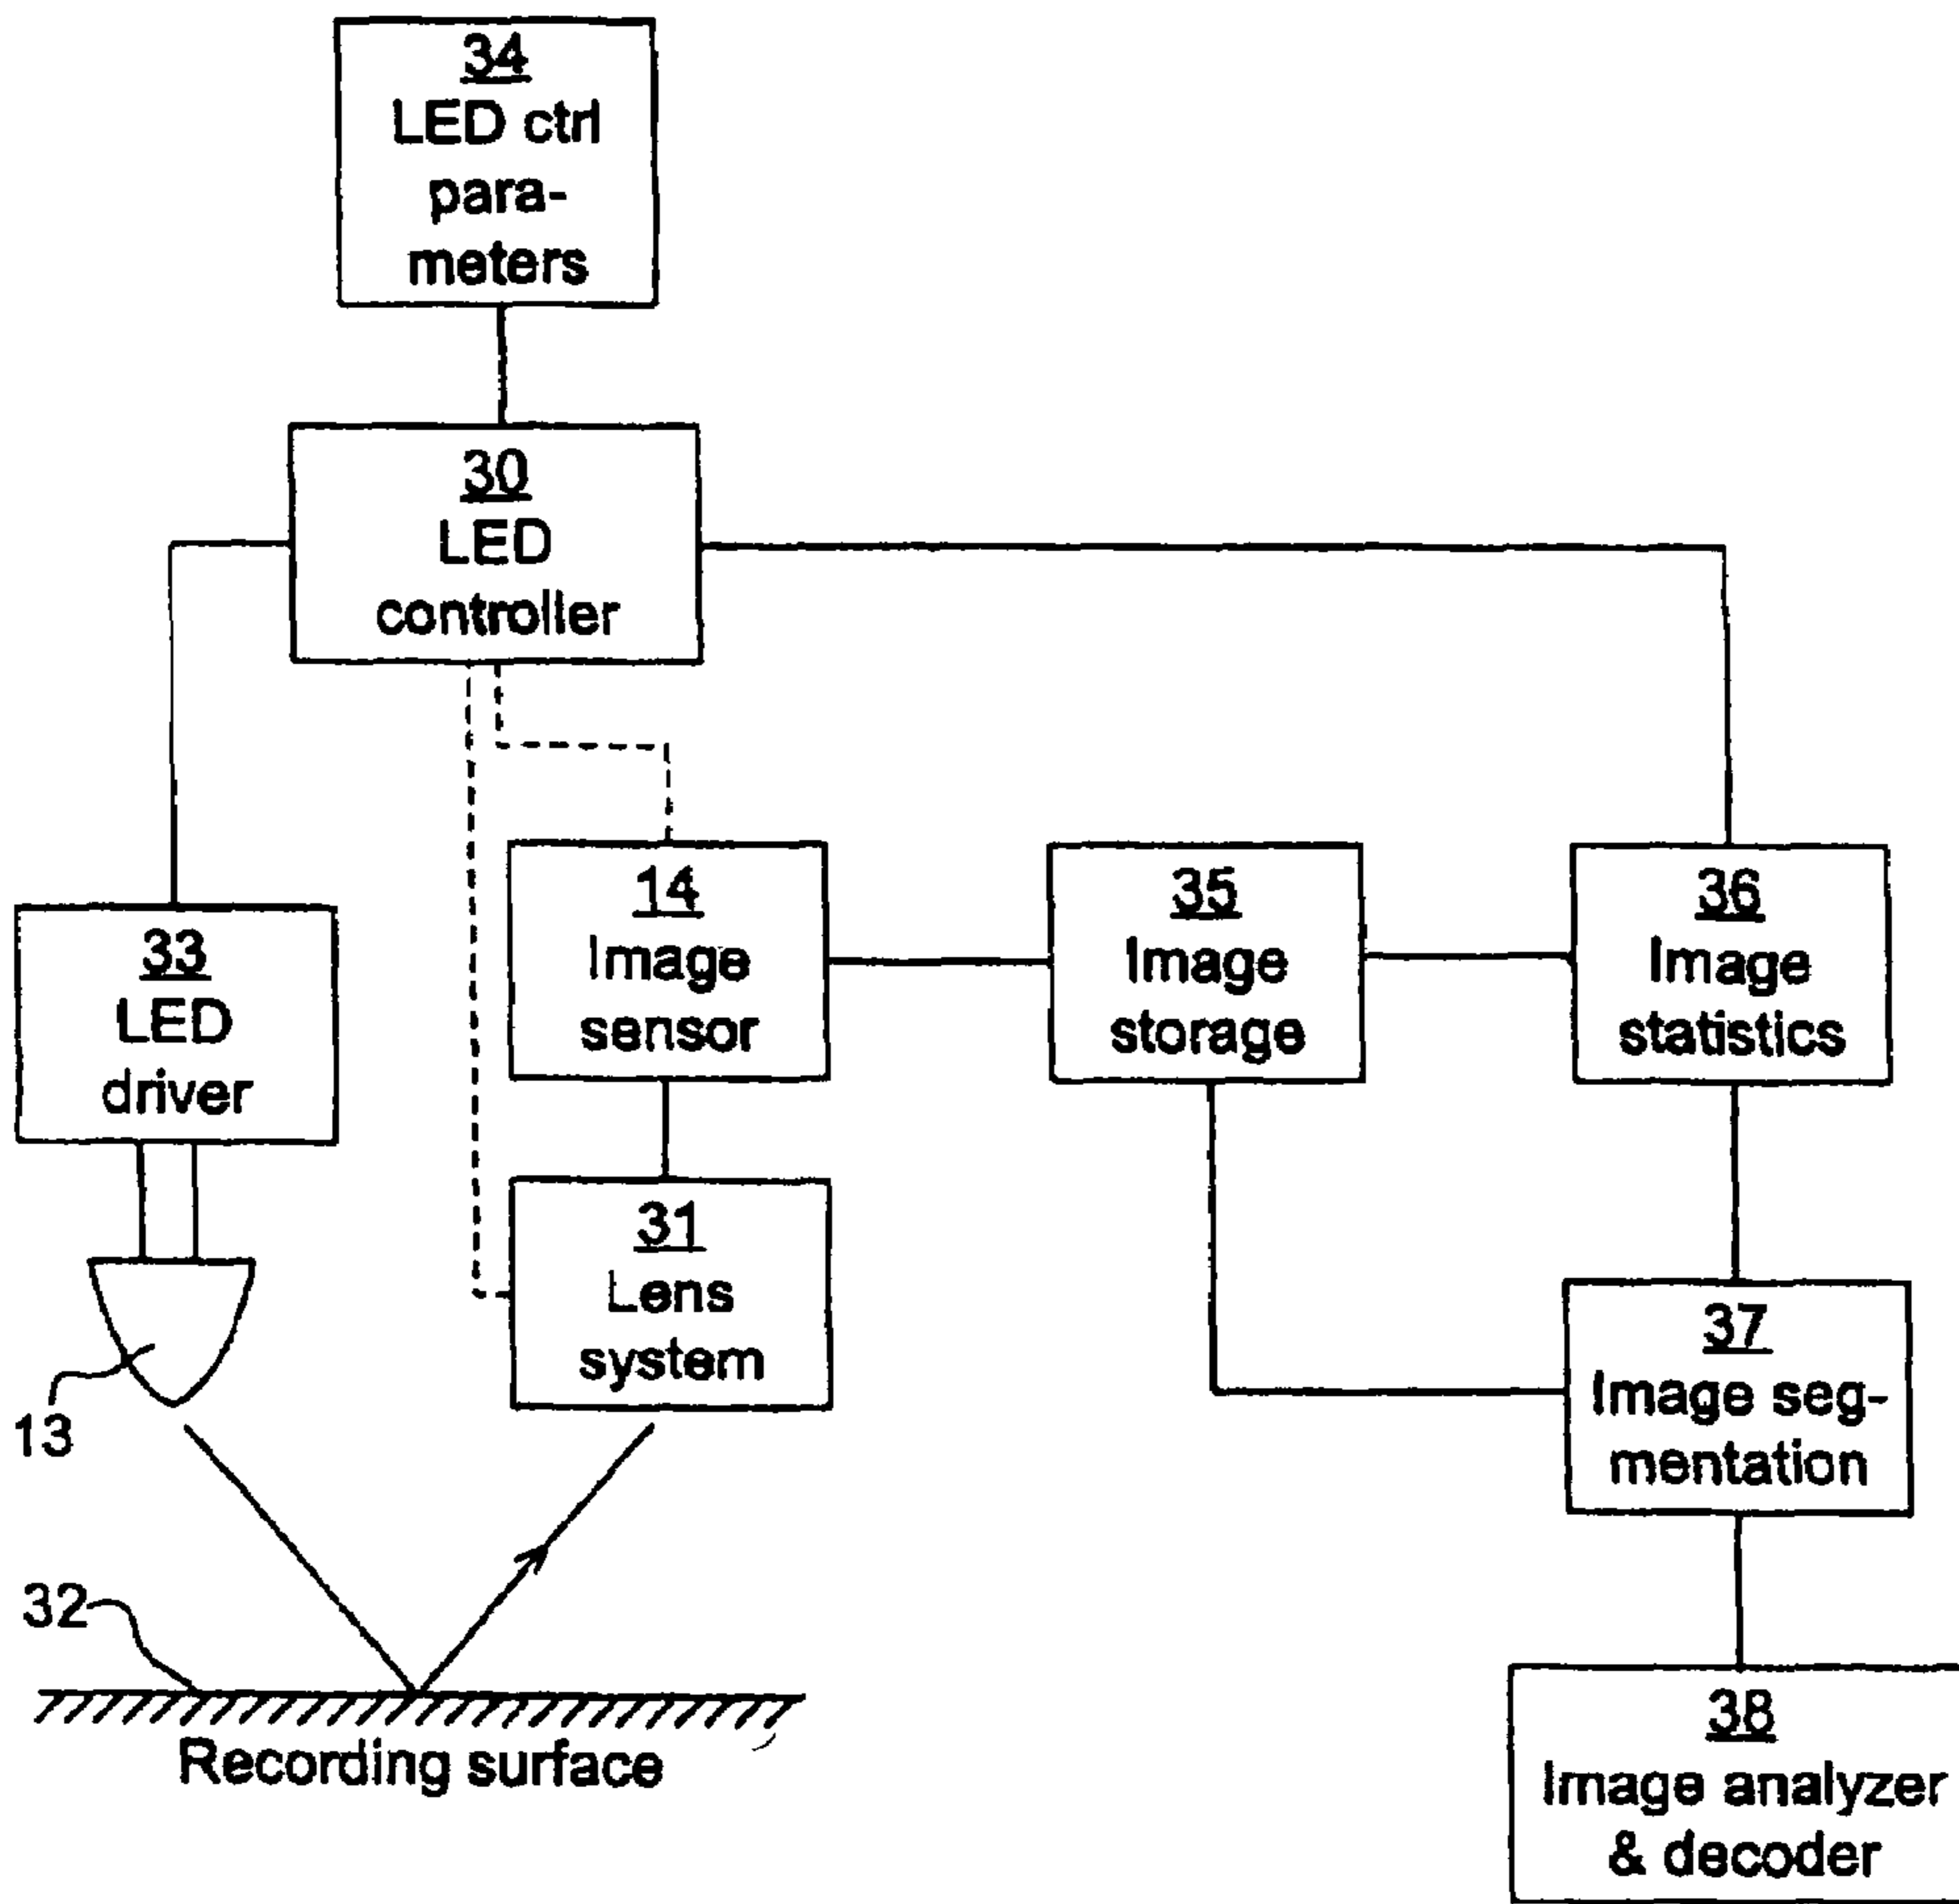 34
LED ctrl
para-
meters
30
LED
controller
14
Image
sensor
35
Image
storage
36
Image
statistics
33
LED
driver
31
Lens
system
37
Image seg-
mentation
13
32
Recording surface
38
Image analyzer
& decoder